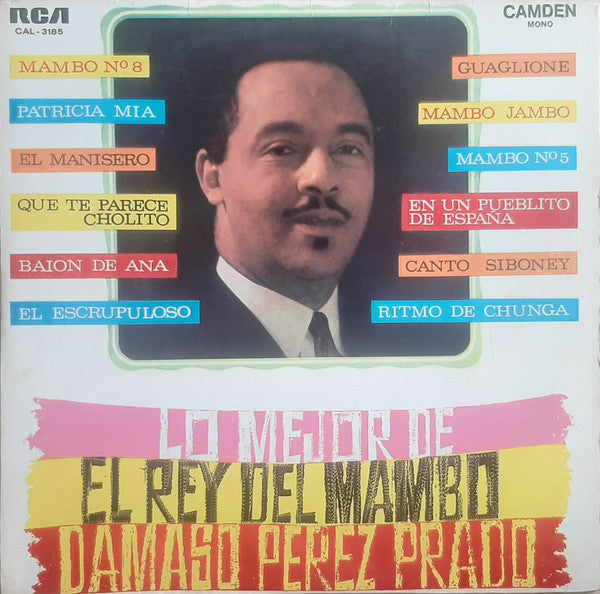 RCA
CAL - 3185
CAMDEN
MONO
MAMBO Nº 8
PATRICIA MIA
EL MANISERO
QUE TE PARECE
CHOLITO
BAION DE ANA
EL ESCRUPULOSO
GUAGLIONE
MAMBO JAMBO
MAMBO Nº 5
EN UN PUEBLITO
DE ESPAÑA
CANTO SIBONEY
RITMO DE CHUNGA
LO MEJOR DE
EL REY DEL MAMBO
DAMASO PEREZ PRADO